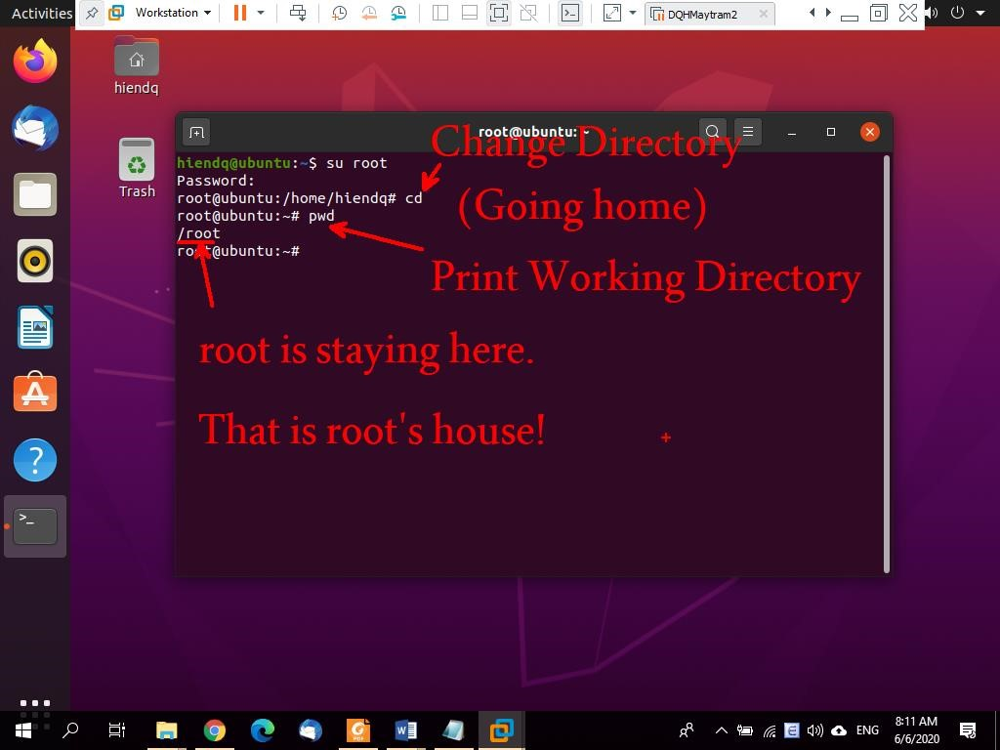 Activities
Workstation
DQHMaytram2
hiendq
Trash
root@ubuntu: ~
Change Directory
hiendq@ubuntu:~$ su root
Password:
root@ubuntu:/home/hiendq# cd
(Going home)
root@ubuntu:~# pwd
/root
root@ubuntu:~#
Print Working Directory
root is staying here.
That is root's house!
ENG
8:11 AM
6/6/2020